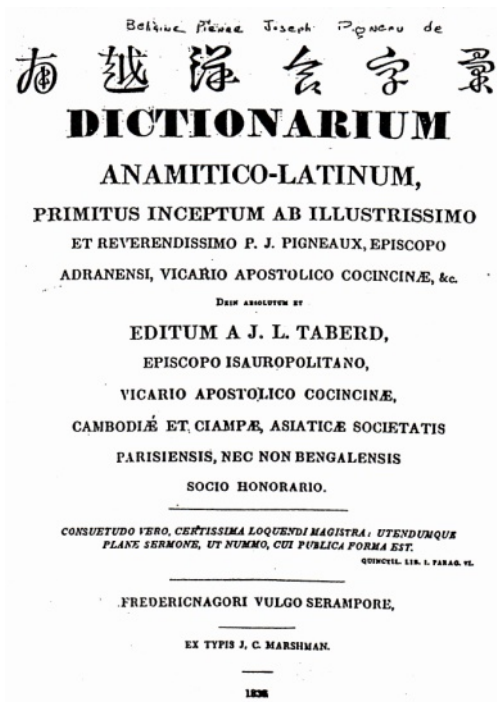 Pierre Joseph Pigneau de
南越洋合字彙
DICTIONARIUM
ANAMITICO-LATINUM,
PRIMITUS INCEPTUM AB ILLUSTRISSIMO
ET REVERENDISSIMO P. J. PIGNEAUX, EPISCOPO
ADRANENSI, VICARIO APOSTOLICO COCINCINÆ, &c.
DEIN ABSOLUTUM ET
EDITUM A J. L. TABERD,
EPISCOPO ISAUROPOLITANO,
VICARIO APOSTOLICO COCINCINÆ,
CAMBODIÆ ET CIAMPÆ, ASIATICÆ SOCIETATIS
PARISIENSIS, NEC NON BENGALENSIS
SOCIO HONORARIO.
CONSUETUDO VERO, CERTISSIMA LOQUENDI MAGISTRA: UTENDUMQUE
PLANE SERMONE, UT NUMMO, CUI PUBLICA FORMA EST.
QUINCTIL. LIB. I. PARAG. VI.
FREDERICNAGORI VULGO SERAMPORE,
EX TYPIS J. C. MARSHMAN.
1838